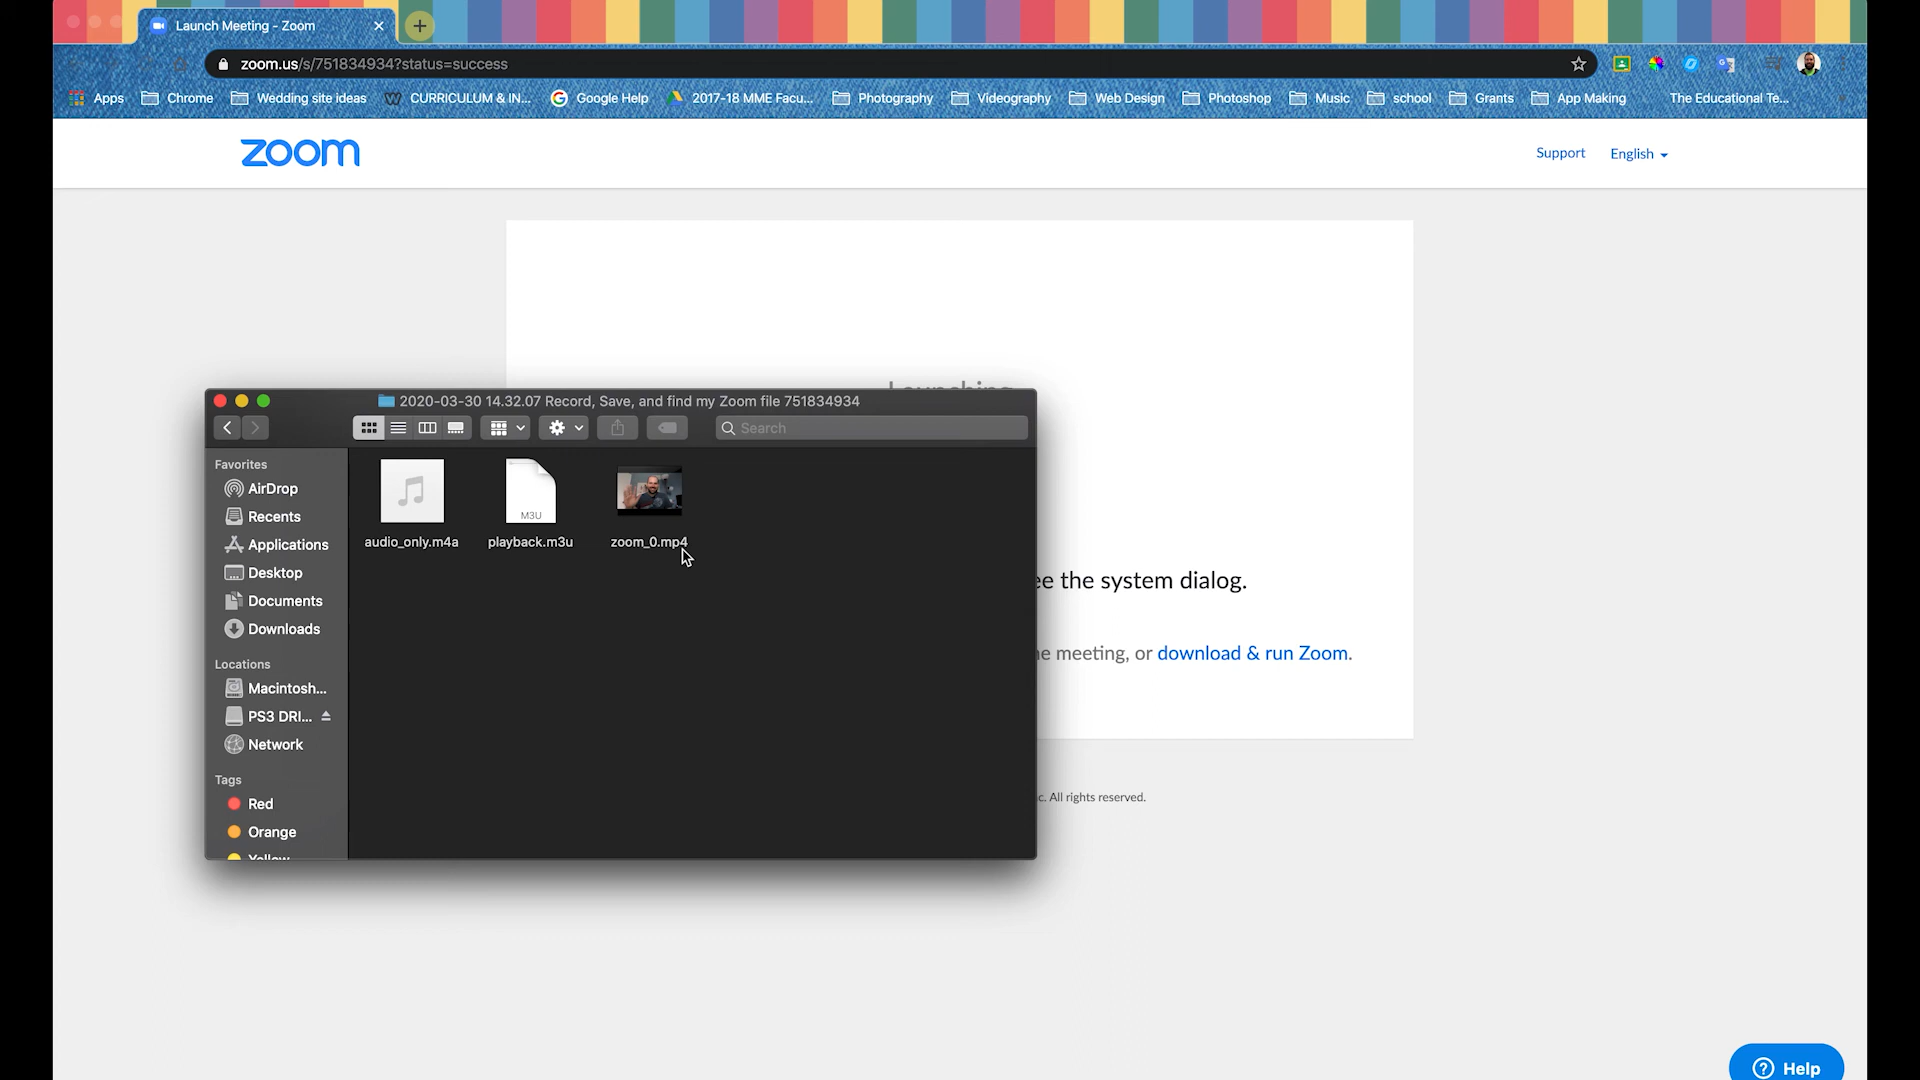 Launch Meeting - Zoom
zoom.us/s/751834934?status=success
Apps Chrome Wedding site ideas CURRICULUM & IN... Google Help 2017-18 MME Facu... Photography Videography Web Design Photoshop Music school Grants App Making The Educational Te...
zoom
Support English
Launching
2020-03-30 14.32.07 Record, Save, and find my Zoom file 751834934
Search
Favorites
AirDrop
Recents
Applications
Desktop
Documents
Downloads
Locations
Macintosh...
PS3 DRI...
Network
Tags
Red
Orange
Yellow
M3U
audio_only.m4a playback.m3u zoom_0.mp4
ee the system dialog.
he meeting, or download & run Zoom.
c. All rights reserved.
Help